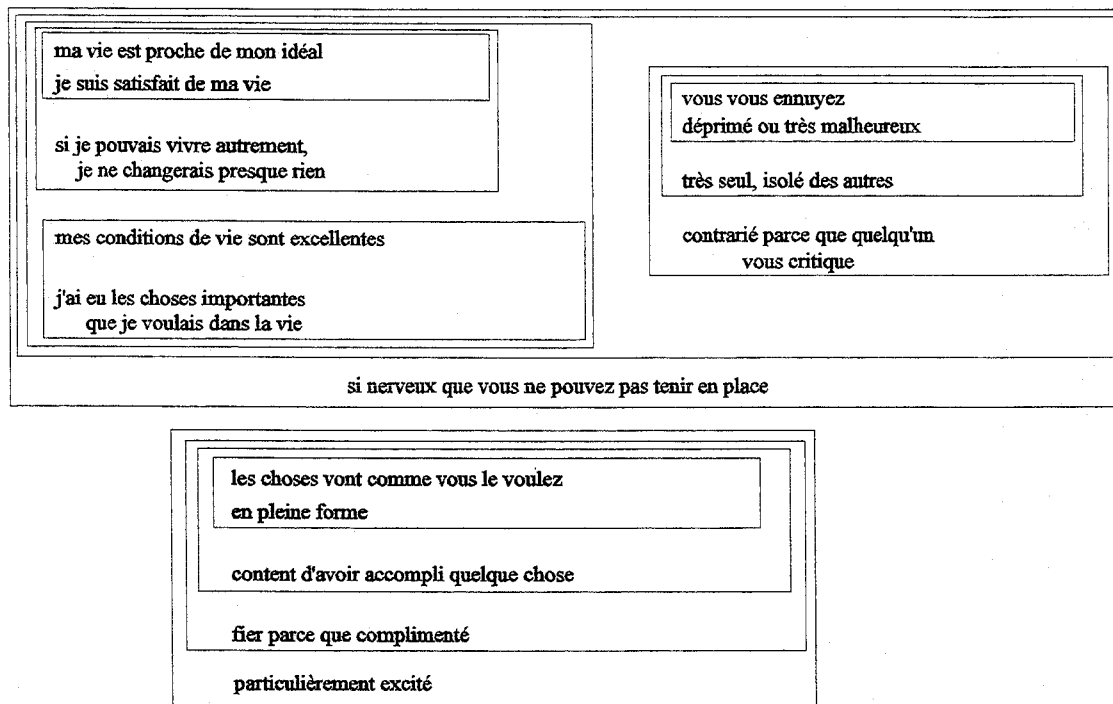 ma vie est proche de mon idéal
je suis satisfait de ma vie
si je pouvais vivre autrement,
je ne changerais presque rien
mes conditions de vie sont excellentes
j'ai eu les choses importantes
que je voulais dans la vie
vous vous ennuyez
déprimé ou très malheureux
très seul, isolé des autres
contrarié parce que quelqu'un
vous critique
si nerveux que vous ne pouvez pas tenir en place
les choses vont comme vous le voulez
en pleine forme
content d'avoir accompli quelque chose
fier parce que complimenté
particulièrement excité